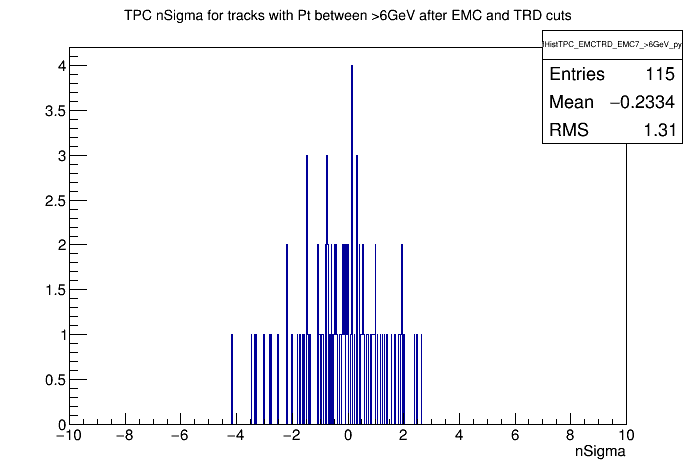 TPC nSigma for tracks with Pt between >6GeV after EMC and TRD cuts
HistTPC_EMCTRD_EMC7_>6GeV_py
Entries 115
Mean −0.2334
RMS 1.31
4
3.5
3
2.5
2
1.5
1
0.5
0
−10 −8 −6 −4 −2 0 2 4 6 8 10
nSigma